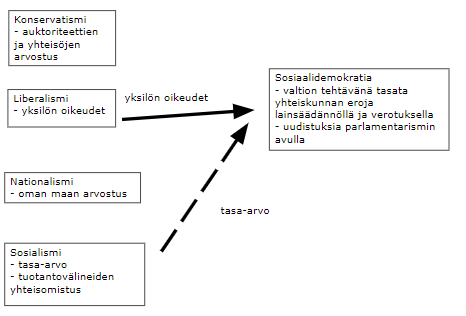 Konservatismi
- auktoriteettien
ja yhteisöjen
arvostus
Liberalismi
- yksilön oikeudet
yksilön oikeudet
Sosiaalidemokratia
- valtion tehtävänä tasata
yhteiskunnan eroja
lainsäädännöllä ja verotuksella
- uudistuksia parlamentarismin
avulla
Nationalismi
- oman maan arvostus
tasa-arvo
Sosialismi
- tasa-arvo
- tuotantovälineiden
yhteisomistus